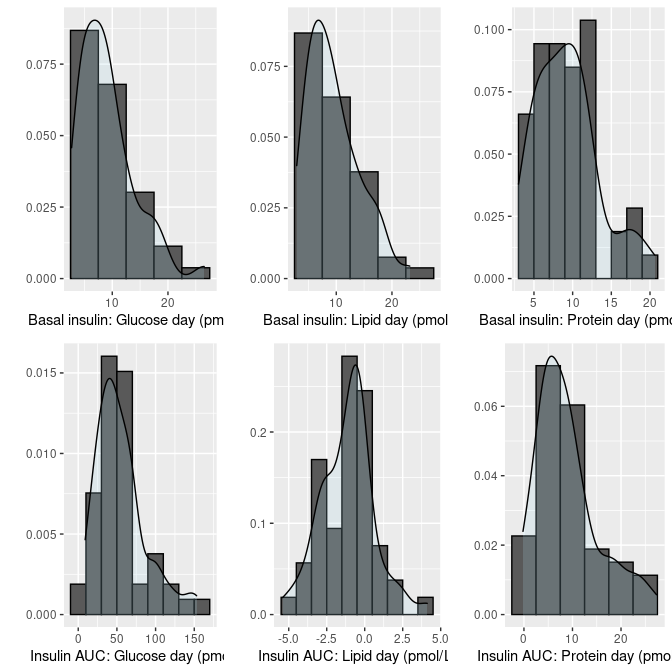 0.075
0.050
0.025
0.000
10 20
Basal insulin: Glucose day (pm
0.075
0.050
0.025
0.000
10 20
Basal insulin: Lipid day (pmol
0.100
0.075
0.050
0.025
0.000
5 10 15 20
Basal insulin: Protein day (pmo
0.015
0.010
0.005
0.000
0 50 100 150
Insulin AUC: Glucose day (pmo
0.2
0.1
0.0
-5.0 -2.5 0.0 2.5 5.0
Insulin AUC: Lipid day (pmol/L
0.06
0.04
0.02
0.00
0 10 20
Insulin AUC: Protein day (pmo